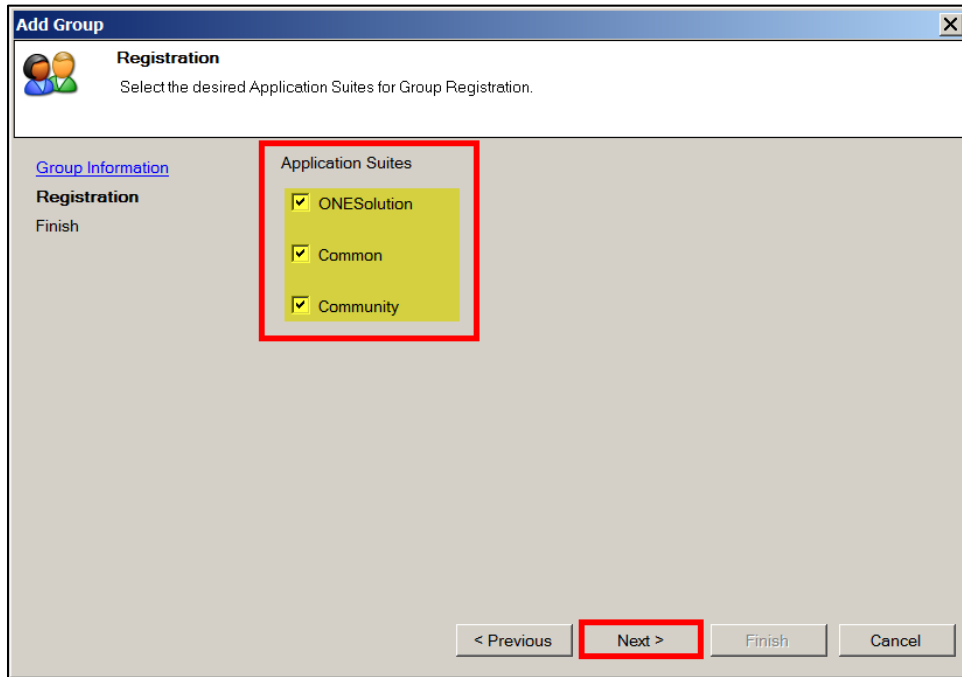 Add Group
Registration
Select the desired Application Suites for Group Registration.
Group Information
Registration
Finish
Application Suites
ONESolution
Common
Community
< Previous
Next >
Finish
Cancel